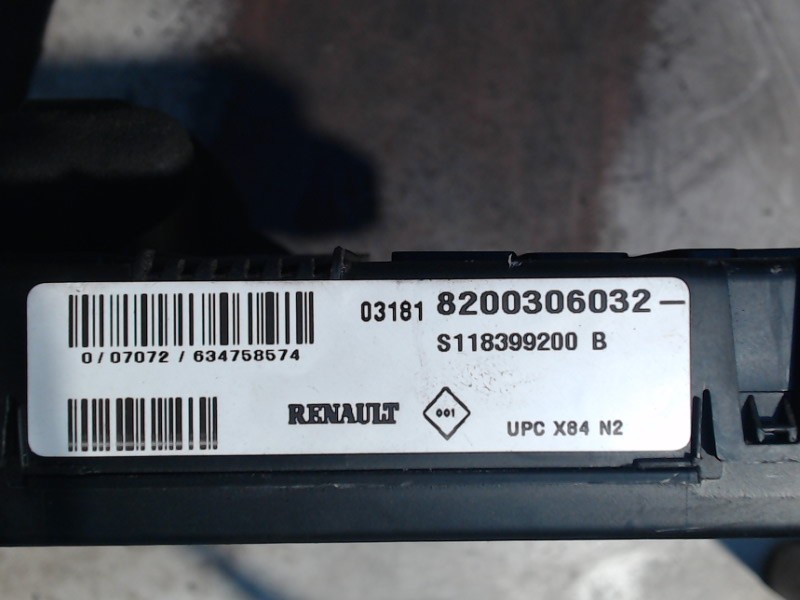 03181 8200306032-
S118399200 B
0/07072/634758574
RENAULT
001
UPC X84 N2